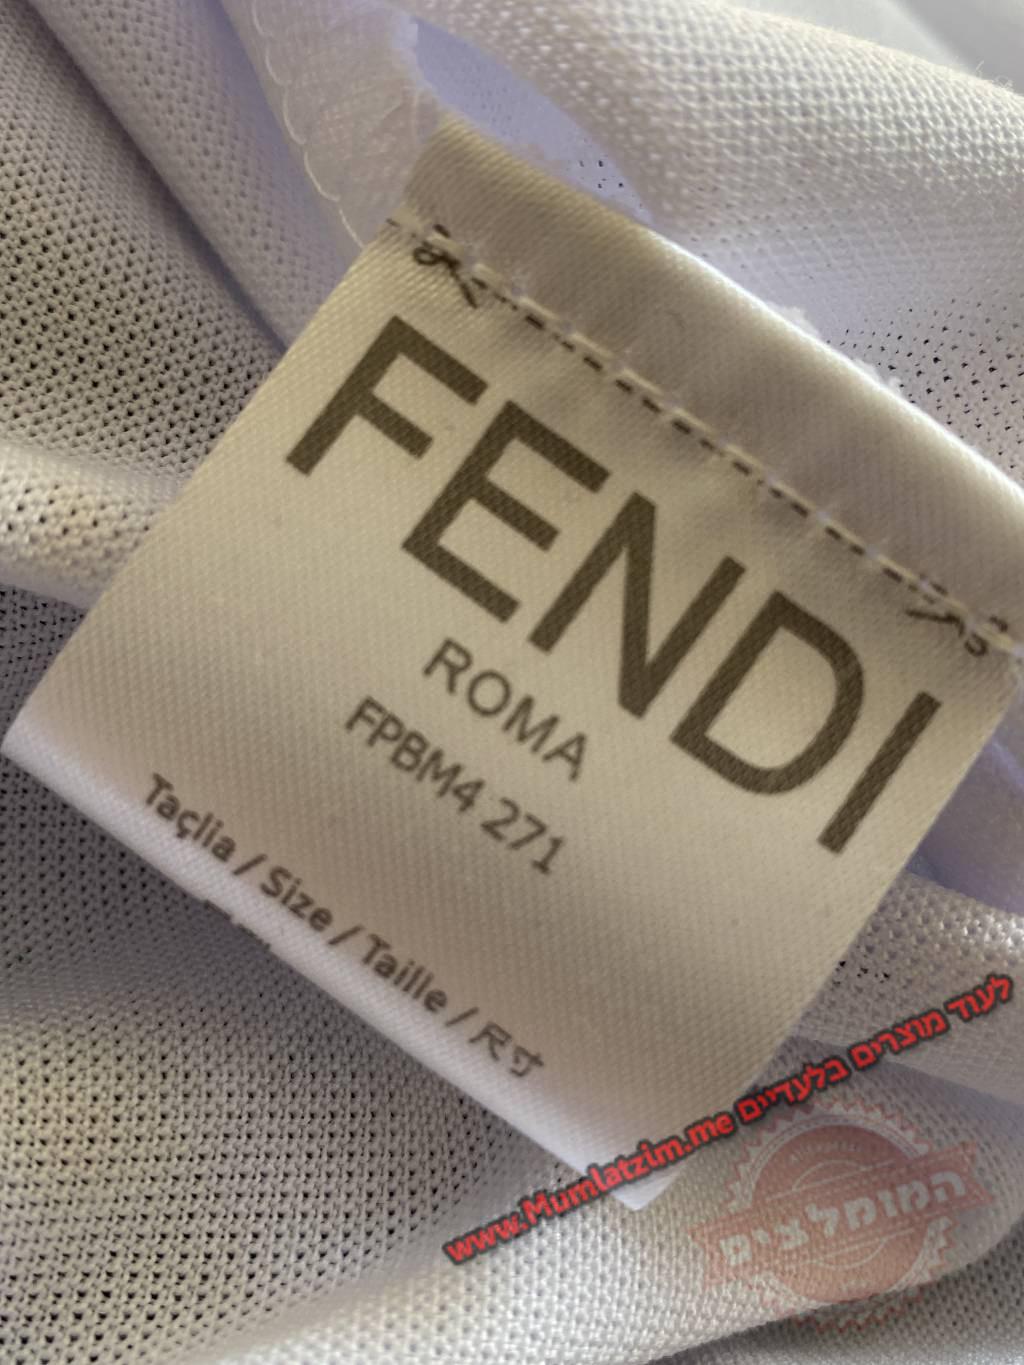 FENDI
ROMA
FPBM4 271
Taçlia / Size / Taille / 尺寸
לעוד מוצרים בלעדיים www.Mumlatzim.me
המומלצים